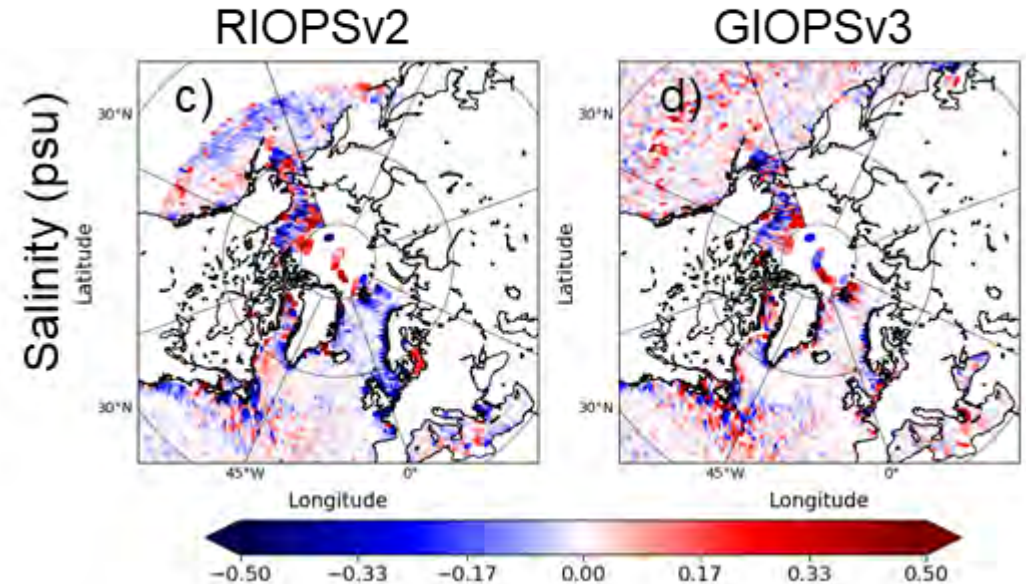 RIOPSv2
GIOPSv3
Salinity (psu)
c)
d)
30°N
30°N
Latitude
30°N
30°N
Latitude
45°W
0°
45°W
0°
Longitude
Longitude
−0.50
−0.33
−0.17
0.00
0.17
0.33
0.50